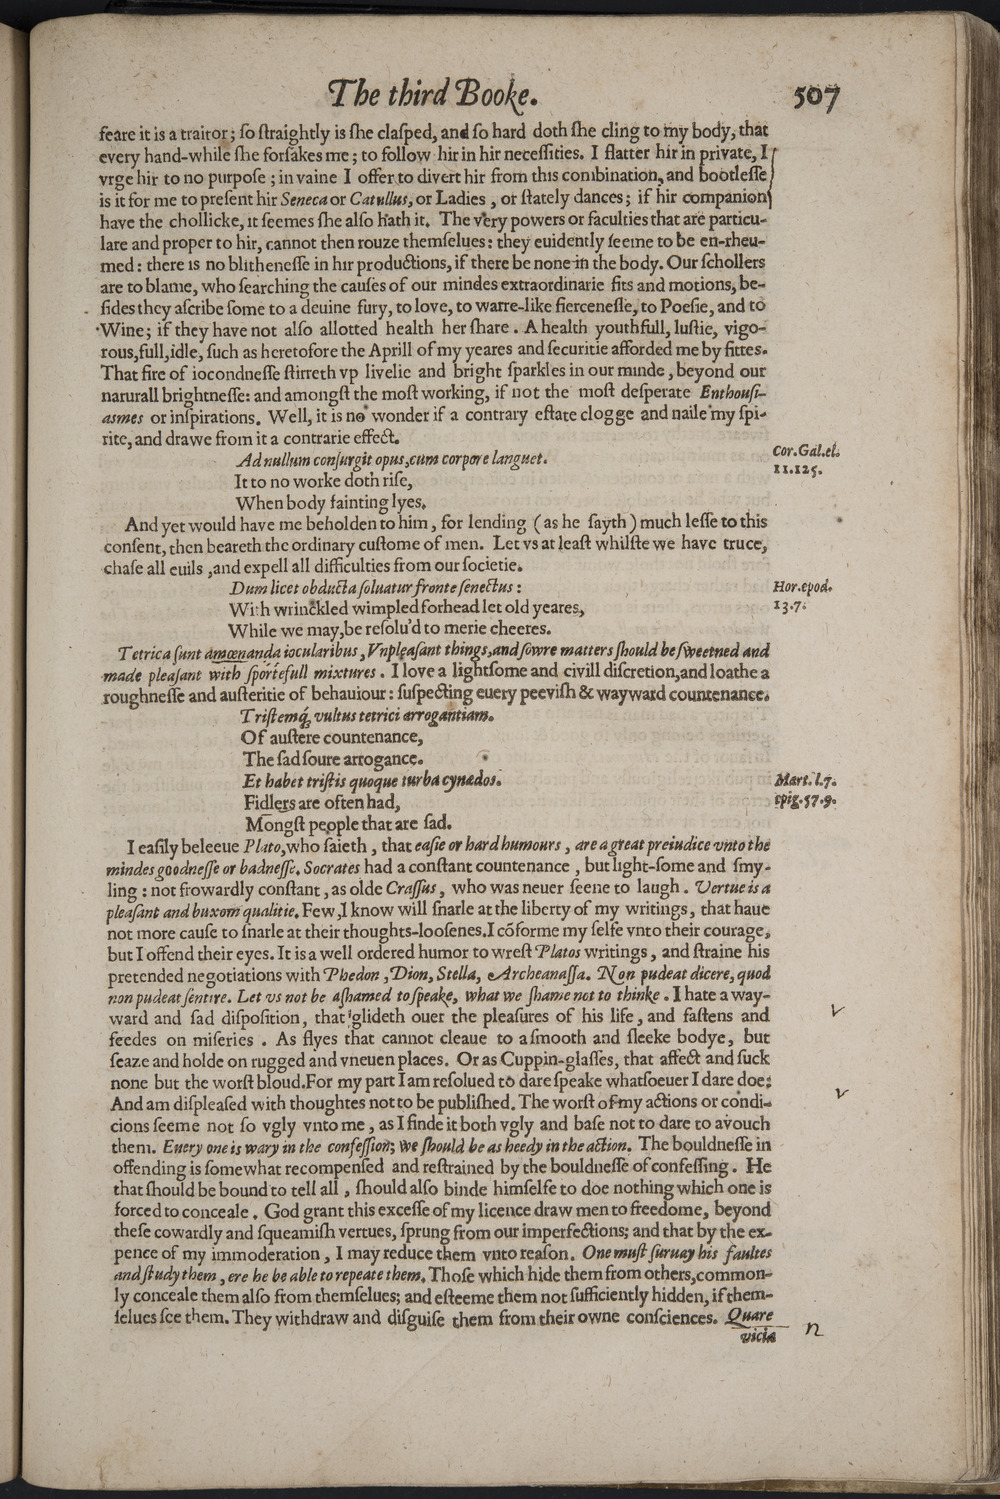 The third Booke.
507
feare it is a traitor; ſo ſtraightly is ſhe claſped, and ſo hard doth ſhe cling to my body, that
every hand-while ſhe forſakes me; to follow hir in hir neceſſities. I flatter hir in private, I
vrge hir to no purpoſe; in vaine I offer to divert hir from this combination, and bootleſſe
is it for me to preſent hir Seneca or Catullus, or Ladies, or ſtately dances; if hir companion
have the chollicke, it ſeemes ſhe alſo hath it. The very powers or faculties that are particu-
lare and proper to hir, cannot then rouze themſelues: they euidently ſeeme to be en-rheu-
med: there is no blitheneſſe in hir productions, if there be none in the body. Our ſchollers
are to blame, who ſearching the cauſes of our mindes extraordinarie fits and motions, be-
ſides they aſcribe ſome to a deuine fury, to love, to warre-like fierceneſſe, to Poeſie, and to
Wine; if they have not alſo allotted health her ſhare. A health youthfull, luſtie, vigo-
rous, full, idle, ſuch as heretofore the Aprill of my yeares and ſecuritie afforded me by fittes.
That fire of iocondneſſe ſtirreth vp livelie and bright ſparkles in our minde, beyond our
narurall brightneſſe: and amongſt the moſt working, if not the moſt deſperate Enthouſi-
asmes or inſpirations. Well, it is no wonder if a contrary eſtate clogge and naile my ſpi-
rite, and drawe from it a contrarie effect.
Ad nullum conſurgit opus, cum corpore languet.
Cor. Gal. el.
11.125.
It to no worke doth riſe,
When body fainting lyes.
And yet would have me beholden to him, for lending (as he ſayth) much leſſe to this
conſent, then beareth the ordinary cuſtome of men. Let vs at leaſt whilſte we have truce,
chaſe all euils, and expell all difficulties from our ſocietie.
Dum licet obducta ſoluatur fronte ſenectus:
Hor. epod.
13.7.
With wrinckled wimpled forhead let old yeares,
While we may, be reſolu'd to merie cheeres.
Tetrica ſunt amœnanda iocularibus, Vnpleaſant things, and ſowre matters ſhould be ſweetned and
made pleaſant with ſportefull mixtures. I love a lightſome and civill diſcretion, and loathe a
roughneſſe and auſteritie of behauiour: ſuſpecting euery peeviſh & wayward countenance.
Triſtemq́; vultus tetrici arrogantiam.
Of auſtere countenance,
The ſad ſoure arrogance.
Et habet triſtis quoque turba cynædos.
Mart. l. 7.
epig. 57.9.
Fidlers are often had,
Mongſt people that are ſad.
I eaſily beleeue Plato, who ſaieth, that eaſie or hard humours, are a great preiudice vnto the
mindes goodneſſe or badneſſe. Socrates had a conſtant countenance, but light-ſome and ſmy-
ling: not frowardly conſtant, as olde Craſſus, who was neuer ſeene to laugh. Vertue is a
pleaſant and buxom qualitie. Few, I know will ſnarle at the liberty of my writings, that haue
not more cauſe to ſnarle at their thoughts-looſenes. I cõforme my ſelfe vnto their courage,
but I offend their eyes. It is a well ordered humor to wreſt Platos writings, and ſtraine his
pretended negotiations with Phedon, Dion, Stella, Archeanaſſa. Non pudeat dicere, quod
non pudeat ſentire. Let vs not be aſhamed to ſpeake, what we ſhame not to thinke. I hate a way-
ward and ſad diſpoſition, that glideth ouer the pleaſures of his life, and faſtens and
feedes on miſeries. As flyes that cannot cleaue to a ſmooth and ſleeke bodye, but
ſeaze and holde on rugged and vneuen places. Or as Cuppin-glaſſes, that affect and ſuck
none but the worſt bloud. For my part I am reſolued to dare ſpeake whatſoeuer I dare doe:
And am diſpleaſed with thoughtes not to be publiſhed. The worſt of my actions or condi-
cions ſeeme not ſo vgly vnto me, as I finde it both vgly and baſe not to dare to avouch
them. Euery one is wary in the confeſſion; we ſhould be as heedy in the action. The bouldneſſe in
offending is ſomewhat recompenſed and reſtrained by the bouldneſſe of confeſſing. He
that ſhould be bound to tell all, ſhould alſo binde himſelfe to doe nothing which one is
forced to conceale. God grant this exceſſe of my licence draw men to freedome, beyond
theſe cowardly and ſqueamiſh vertues, ſprung from our imperfections; and that by the ex-
pence of my immoderation, I may reduce them vnto reaſon. One muſt ſuruay his faultes
and ſtudy them, ere he be able to repeate them. Thoſe which hide them from others, common-
ly conceale them alſo from themſelues; and eſteeme them not ſufficiently hidden, if them-
ſelues ſee them. They withdraw and diſguiſe them from their owne conſciences. Quare
vicia
n